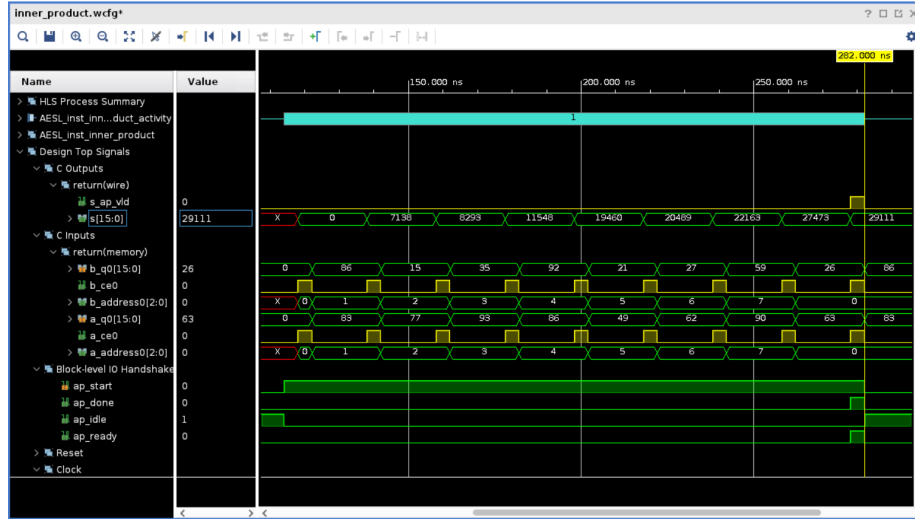 inner_product.wcfg*
282.000 ns
Name Value 150.000 ns 200.000 ns 250.000 ns
HLS Process Summary
AESL_inst_inn...duct_activity 1
AESL_inst_inner_product
Design Top Signals
C Outputs
return(wire)
s_ap_vld 0
s[15:0] 29111 X 0 7138 8293 11548 19460 20489 22163 27473 29111
C Inputs
return(memory)
b_q0[15:0] 26 0 86 15 35 92 21 27 59 26 86
b_ce0 0
b_address0[2:0] 0 X 0 1 2 3 4 5 6 7 0
a_q0[15:0] 63 0 83 77 93 86 49 62 90 63 83
a_ce0 0
a_address0[2:0] 0 X 0 1 2 3 4 5 6 7 0
Block-level IO Handshake
ap_start 0
ap_done 0
ap_idle 1
ap_ready 0
Reset
Clock